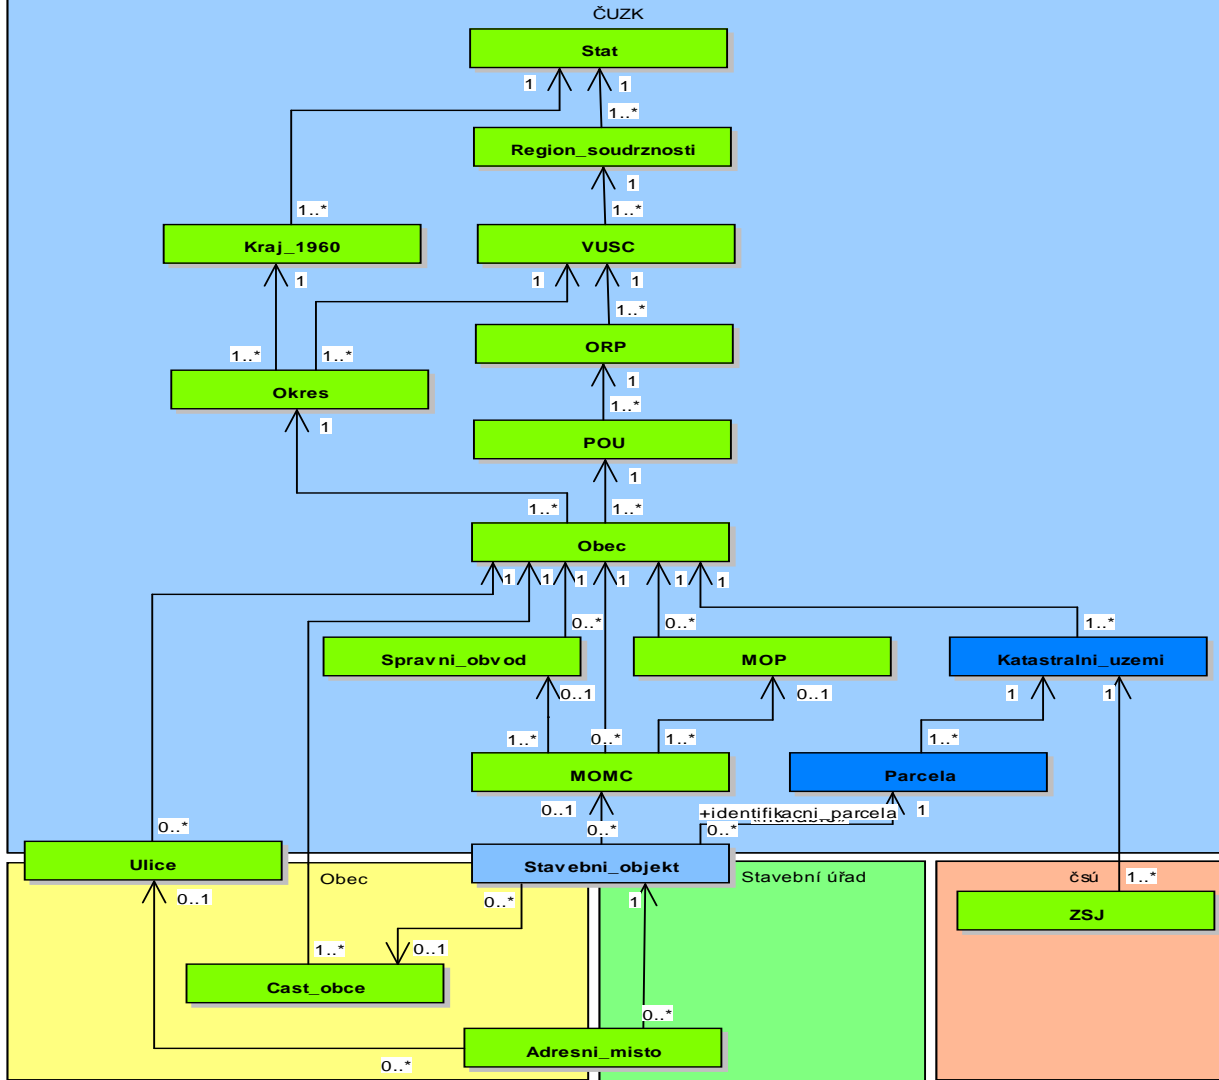 ČUZK
Stat
1
1
1..*
Region_soudrznosti
1
1..*
1..*
Kraj_1960
VUSC
1
1
1
1..*
ORP
1..*
1..*
1
Okres
1..*
1
POU
1
1..*
1..*
Obec
1
1
1
1
1
1
0..*
0..*
0..*
1..*
Spravni_obvod
MOP
Katastralni_uzemi
0..1
0..1
1
1
1..*
0..*
1..*
1..*
MOMC
Parcela
0..1
+identifikacni_parcela
1
0..*
0..*
0..*
Ulice
Stavebni_objekt
Obec
Stavební úřad
čsú
1..*
0..1
0..*
1
ZSJ
1..*
0..1
Cast_obce
0..*
Adresni_misto
0..*